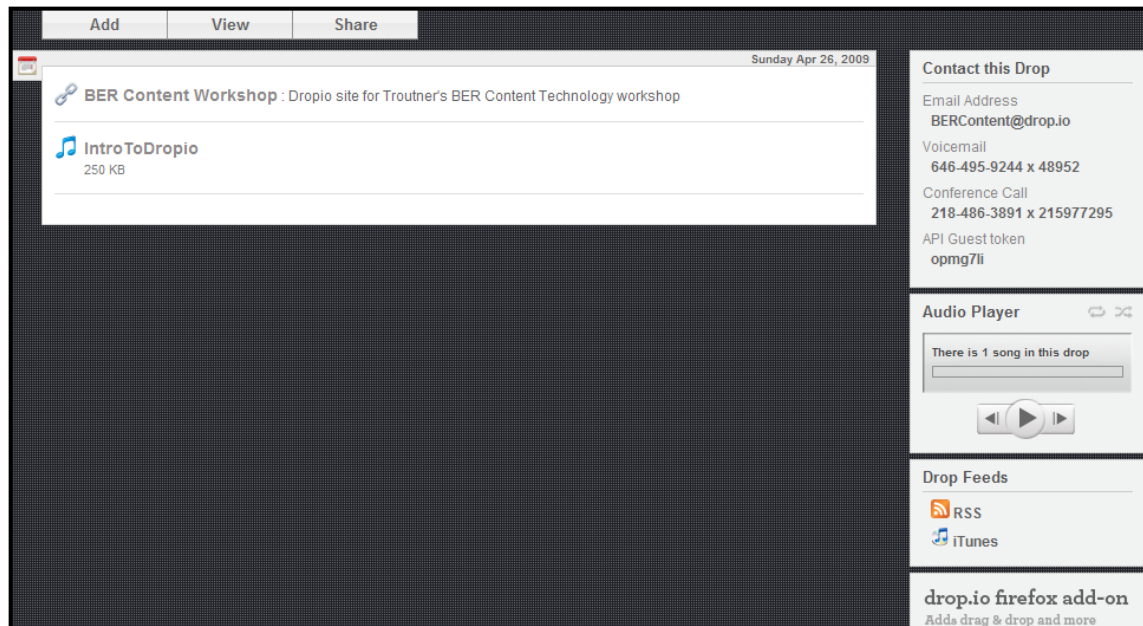 Add View Share
Sunday Apr 26, 2009
BER Content Workshop : Dropio site for Troutner's BER Content Technology workshop
IntroToDropio
250 KB
Contact this Drop
Email Address
BERContent@drop.io
Voicemail
646-495-9244 x 48952
Conference Call
218-486-3891 x 215977295
API Guest token
opmg7li
Audio Player
There is 1 song in this drop
Drop Feeds
RSS
iTunes
drop.io firefox add-on
Adds drag & drop and more